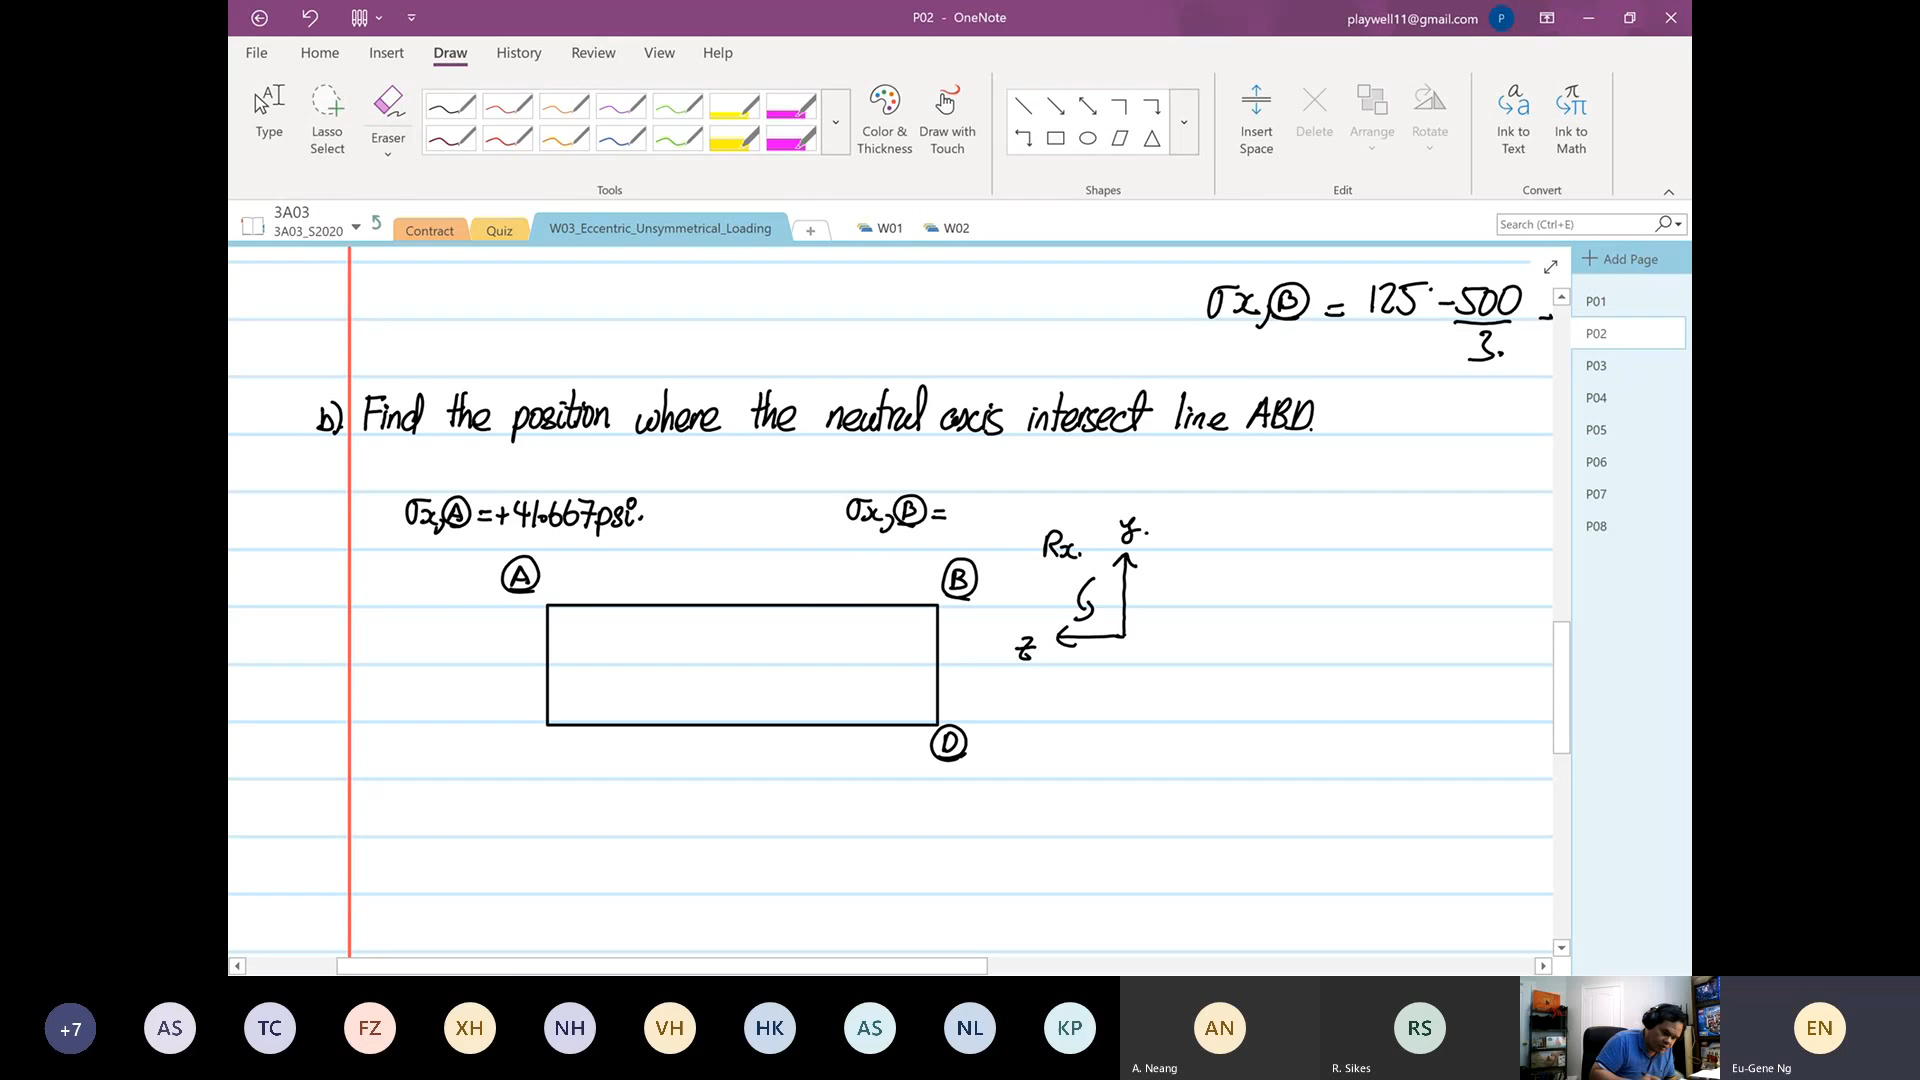 P02 - OneNote
playwell11@gmail.com P
File Home Insert Draw History Review View Help
Type
Lasso Select
Eraser
Color & Thickness
Draw with Touch
Insert Space
Delete
Arrange
Rotate
Ink to Text
Ink to Math
Tools Shapes Edit Convert
3A03
3A03_S2020
Contract Quiz W03_Eccentric_Unsymmetrical_Loading + W01 W02
Search (Ctrl+E)
Add Page
P01
P02
P03
P04
P05
P06
P07
P08
σx,Ⓑ = 125 - 500/3 -
b) Find the position where the neutral axis intersect line ABD.
σx,Ⓐ = +41.667psi. σx,Ⓑ =
Rx. y.
A B
z
D
+7 AS TC FZ XH NH VH HK AS NL KP AN RS EN
A. Neang R. Sikes Eu-Gene Ng